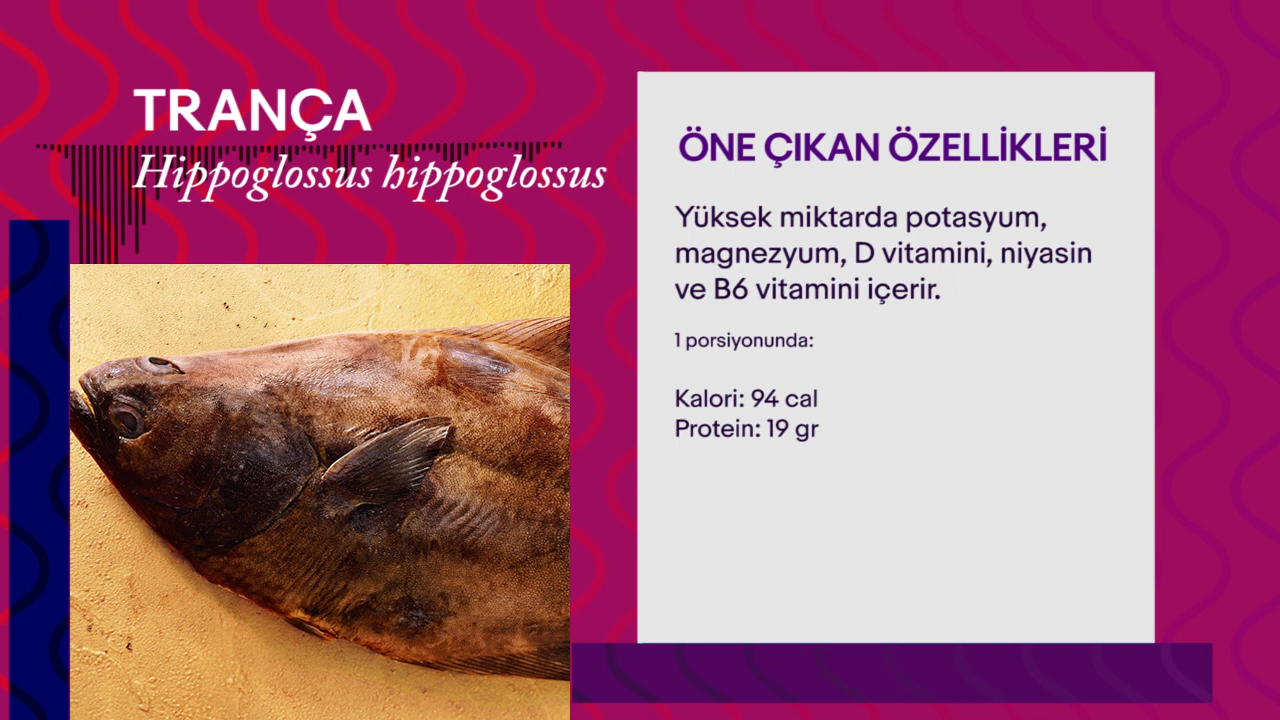 TRANÇA
Hippoglossus hippoglossus
ÖNE ÇIKAN ÖZELLİKLERİ
Yüksek miktarda potasyum,
magnezyum, D vitamini, niyasin
ve B6 vitamini içerir.
1 porsiyonunda:
Kalori: 94 cal
Protein: 19 gr